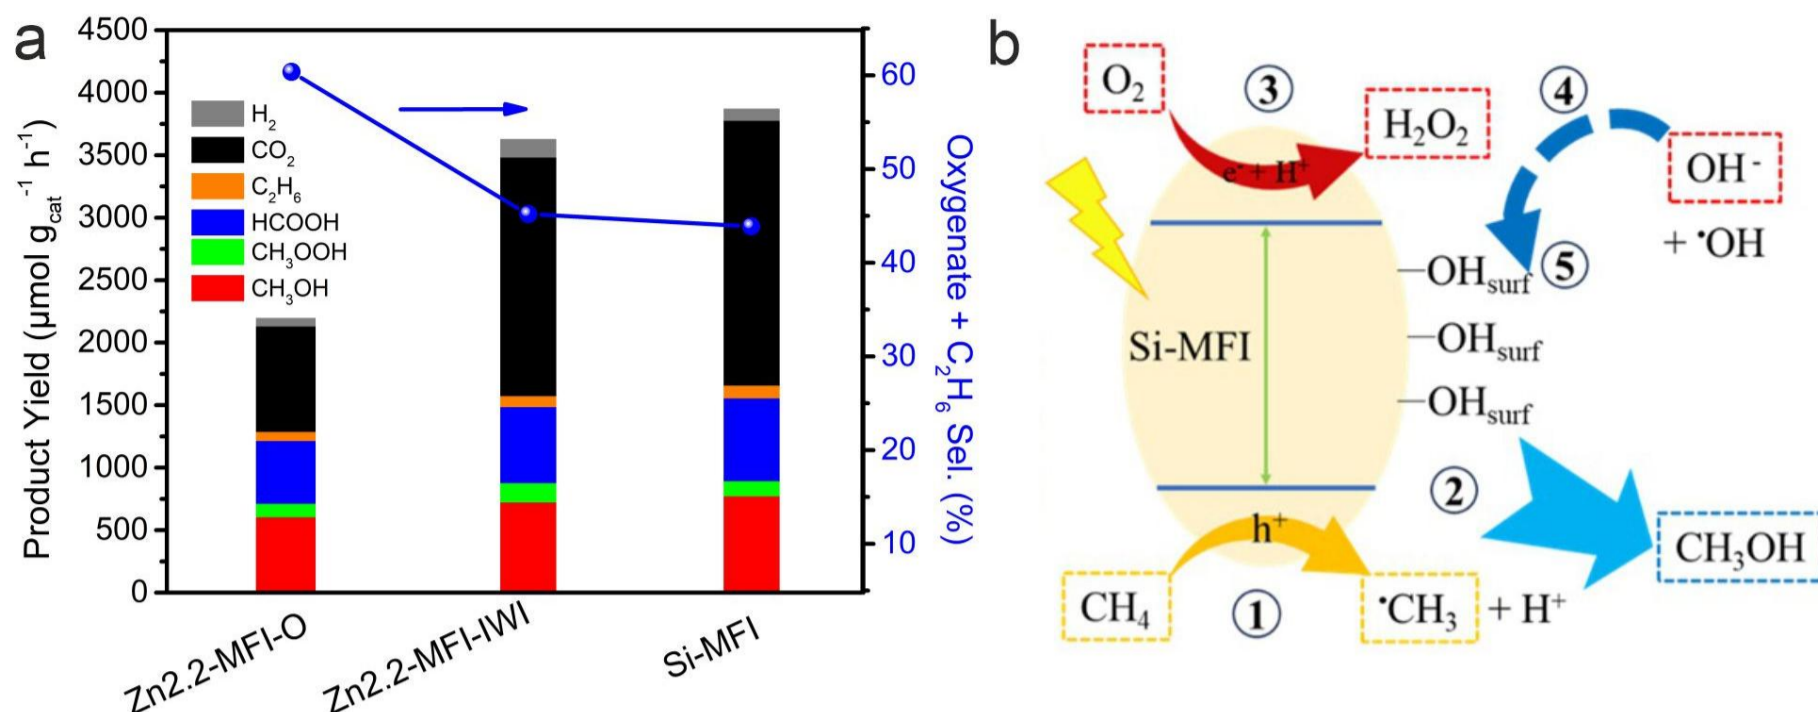 a
Product Yield (μmol g_cat^-1 h^-1)
4500
4000
3500
3000
2500
2000
1500
1000
500
0
H₂
CO₂
C₂H₆
HCOOH
CH₃OOH
CH₃OH
60
50
40
30
20
10
Oxygenate + C₂H₆ Sel. (%)
Zn2.2-MFI-O
Zn2.2-MFI-IWI
Si-MFI
b
O₂
③
H₂O₂
④
e⁻ + H⁺
OH⁻
+ •OH
—OHsurf
⑤
Si-MFI
—OHsurf
—OHsurf
②
h⁺
CH₃OH
CH₄
①
•CH₃ + H⁺